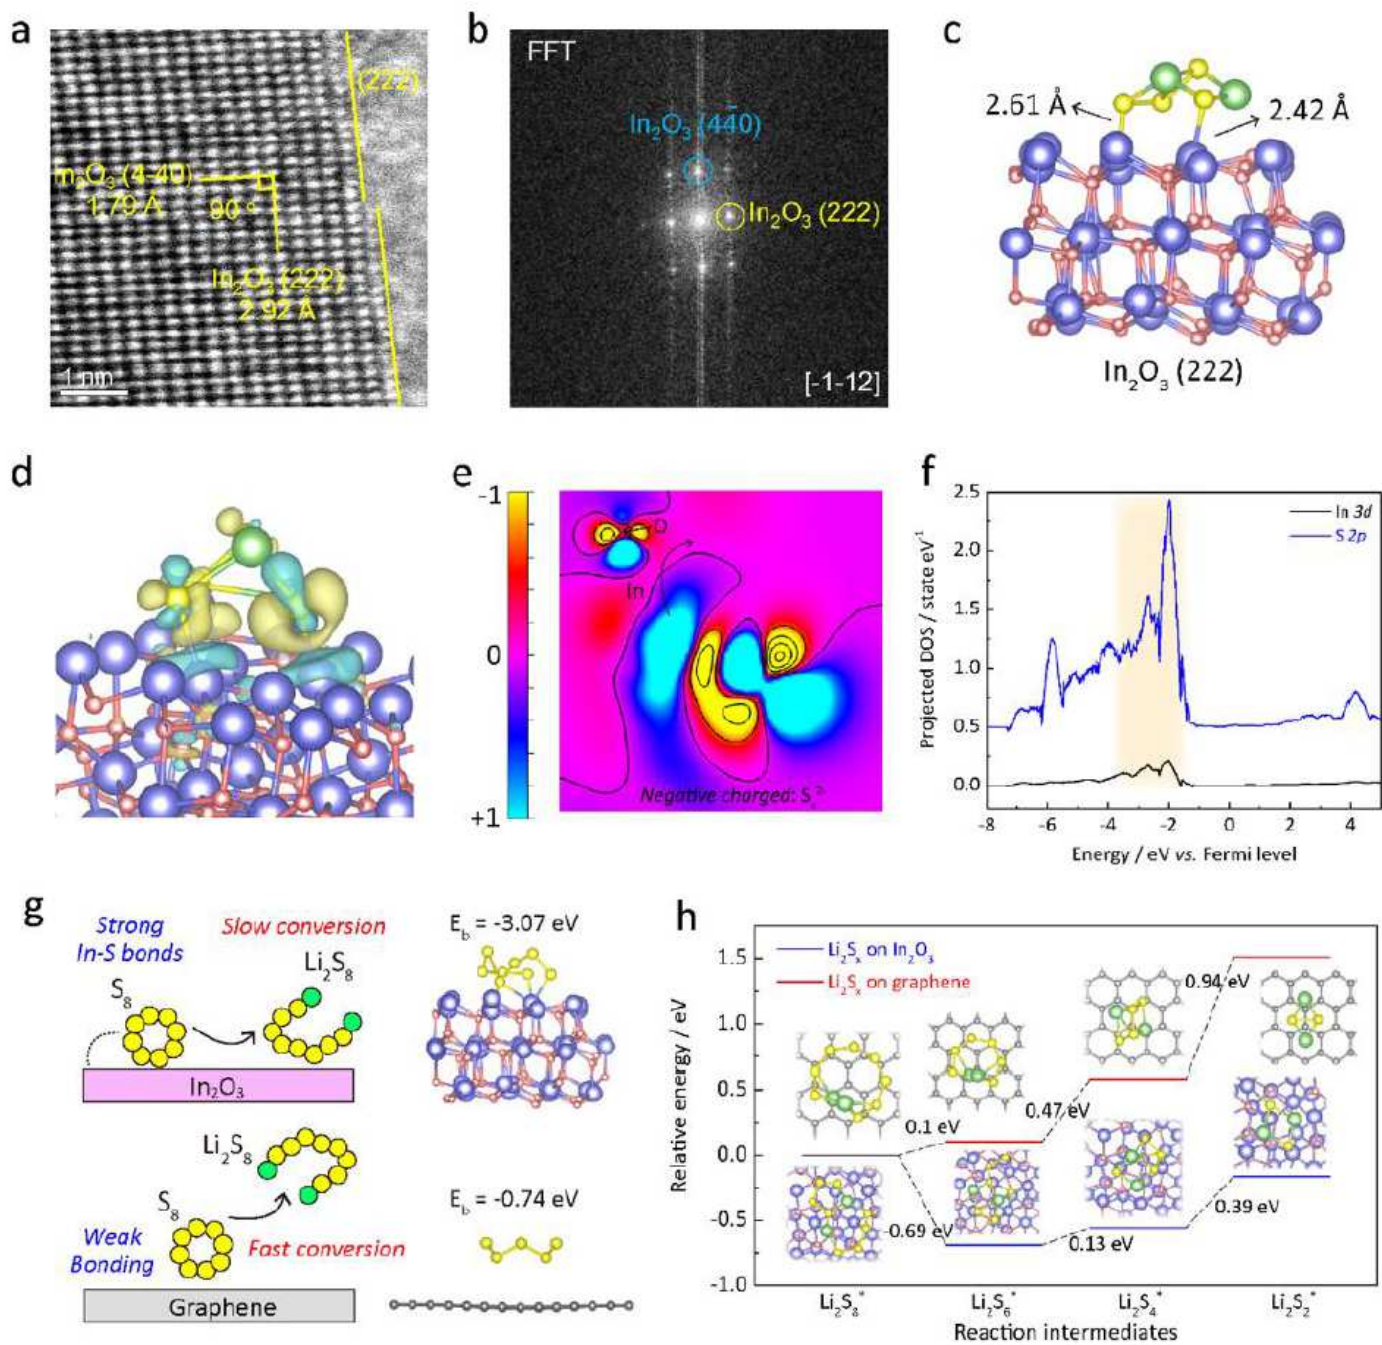 a
(222)
In₂O₃ (4-40)
1.79 Å
90 °
In₂O₃ (222)
2.92 Å
1 nm
b
FFT
In₂O₃ (44̄0)
In₂O₃ (222)
[-1-12]
c
2.61 Å
2.42 Å
In₂O₃ (222)
d
e
-1
0
+1
O
In
Negative charged: Sₓ²⁻
f
2.5
2.0
1.5
1.0
0.5
0.0
In 3d
S 2p
Projected DOS / state eV⁻¹
-8 -6 -4 -2 0 2 4
Energy / eV vs. Fermi level
g
Strong
In-S bonds
Slow conversion
S₈
Li₂S₈
In₂O₃
E_b = -3.07 eV
Li₂S₈
S₈
Weak
Bonding
Fast conversion
Graphene
E_b = -0.74 eV
h
Li₂Sₓ on In₂O₃
Li₂Sₓ on graphene
1.5
1.0
0.5
0.0
-0.5
-1.0
Relative energy / eV
0.1 eV
0.47 eV
0.94 eV
-0.69 eV
0.13 eV
0.39 eV
Li₂S₈* Li₂S₆* Li₂S₄* Li₂S₂*
Reaction intermediates